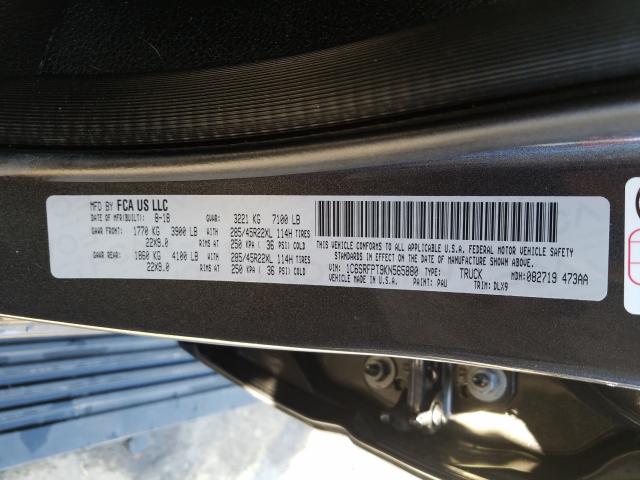 MFD BY FCA US LLC
DATE OF MFR(BUILT): 8-18 GVWR: 3221 KG 7100 LB
GAWR FRONT: 1770 KG 3900 LB WITH 285/45R22XL 114H TIRES
22X9.0 RIMS AT 250 KPA ( 36 PSI) COLD
GAWR REAR: 1860 KG 4100 LB WITH 285/45R22XL 114H TIRES
22X9.0 RIMS AT 250 KPA ( 36 PSI) COLD
THIS VEHICLE CONFORMS TO ALL APPLICABLE U.S.A. FEDERAL MOTOR VEHICLE SAFETY
STANDARDS IN EFFECT ON THE DATE OF MANUFACTURE SHOWN ABOVE.
VIN: 1C6SRFPT9KN565880 TYPE: TRUCK MDH: 082719 473AA
VEHICLE MADE IN U.S.A. PAINT: PAU TRIM: DLX9